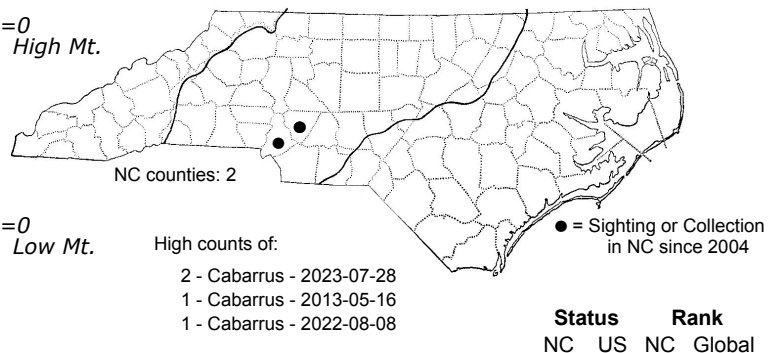 =0
High Mt.
NC counties: 2
=0
Low Mt.
High counts of:
2 - Cabarrus - 2023-07-28
1 - Cabarrus - 2013-05-16
1 - Cabarrus - 2022-08-08
● = Sighting or Collection
in NC since 2004
Status Rank
NC US NC Global